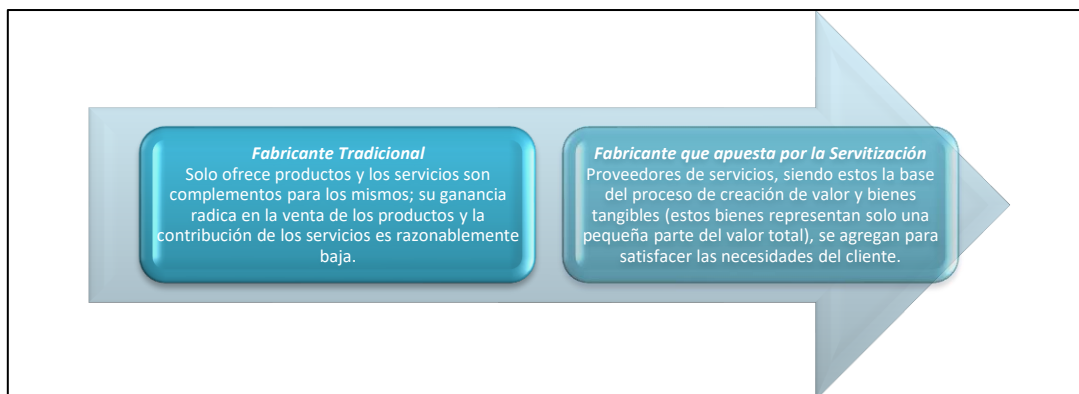 Fabricante Tradicional
Solo ofrece productos y los servicios son
complementos para los mismos; su ganancia
radica en la venta de los productos y la
contribución de los servicios es razonablemente
baja.
Fabricante que apuesta por la Servitización
Proveedores de servicios, siendo estos la base
del proceso de creación de valor y bienes
tangibles (estos bienes representan solo una
pequeña parte del valor total), se agregan para
satisfacer las necesidades del cliente.